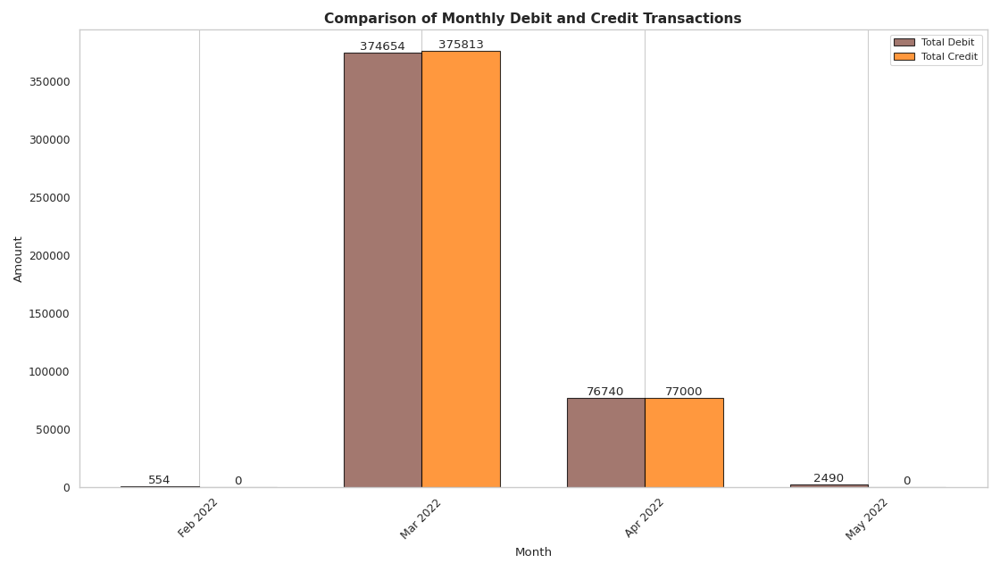 Comparison of Monthly Debit and Credit Transactions
Total Debit
Total Credit
Amount
350000
300000
250000
200000
150000
100000
50000
0
554
0
374654
375813
76740
77000
2490
0
Feb 2022
Mar 2022
Apr 2022
May 2022
Month